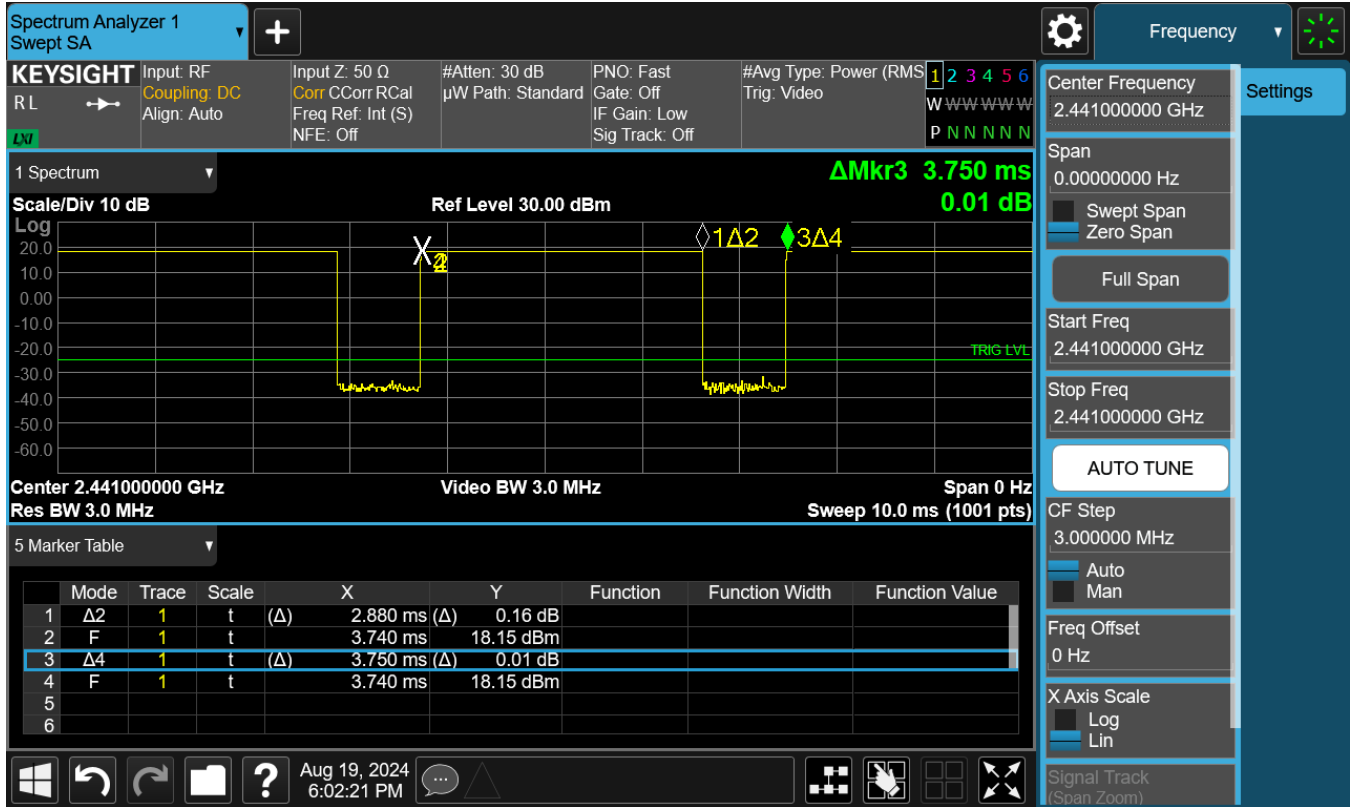 Spectrum Analyzer 1
Swept SA
+
Frequency
KEYSIGHT
R L
LXI
Input: RF
Coupling: DC
Align: Auto
Input Z: 50 Ω
Corr CCorr RCal
Freq Ref: Int (S)
NFE: Off
#Atten: 30 dB
µW Path: Standard
PNO: Fast
Gate: Off
IF Gain: Low
Sig Track: Off
#Avg Type: Power (RMS
Trig: Video
1 2 3 4 5 6
W W W W W W
P N N N N N
1 Spectrum
ΔMkr3 3.750 ms
0.01 dB
Scale/Div 10 dB
Ref Level 30.00 dBm
Log
20.0
10.0
0.00
-10.0
-20.0
-30.0
-40.0
-50.0
-60.0
1Δ2
3Δ4
TRIG LVL
Center 2.441000000 GHz
Video BW 3.0 MHz
Span 0 Hz
Res BW 3.0 MHz
Sweep 10.0 ms (1001 pts)
5 Marker Table
Mode Trace Scale X Y Function Function Width Function Value
1 Δ2 1 t (Δ) 2.880 ms (Δ) 0.16 dB
2 F 1 t 3.740 ms 18.15 dBm
3 Δ4 1 t (Δ) 3.750 ms (Δ) 0.01 dB
4 F 1 t 3.740 ms 18.15 dBm
5
6
?
Aug 19, 2024
6:02:21 PM
Center Frequency
2.441000000 GHz
Settings
Span
0.00000000 Hz
Swept Span
Zero Span
Full Span
Start Freq
2.441000000 GHz
Stop Freq
2.441000000 GHz
AUTO TUNE
CF Step
3.000000 MHz
Auto
Man
Freq Offset
0 Hz
X Axis Scale
Log
Lin
Signal Track
(Span Zoom)